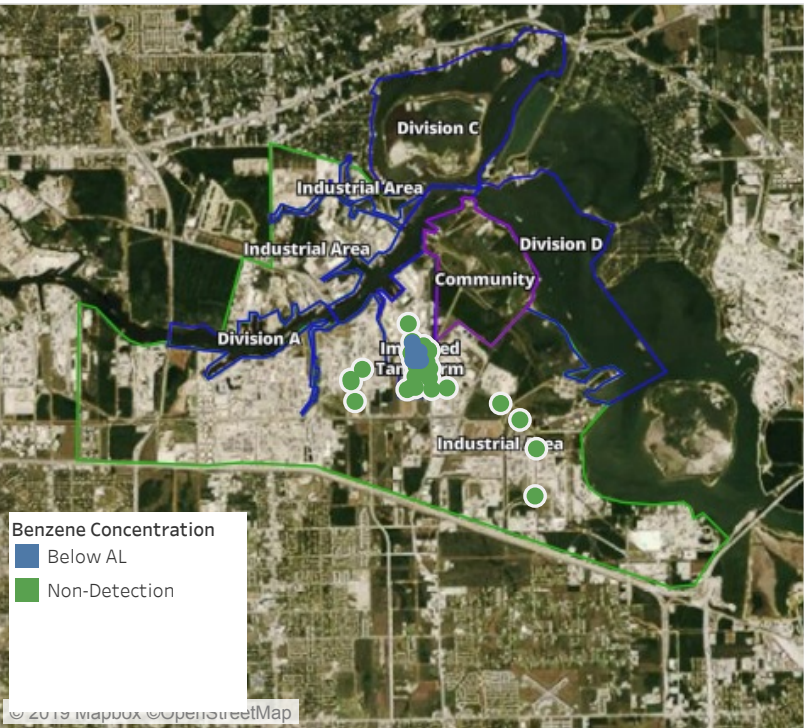 Division C
Industrial Area
Industrial Area
Division D
Community
Division A
Industrial Area
Benzene Concentration
Below AL
Non-Detection
© 2019 Mapbox ©OpenStreetMap